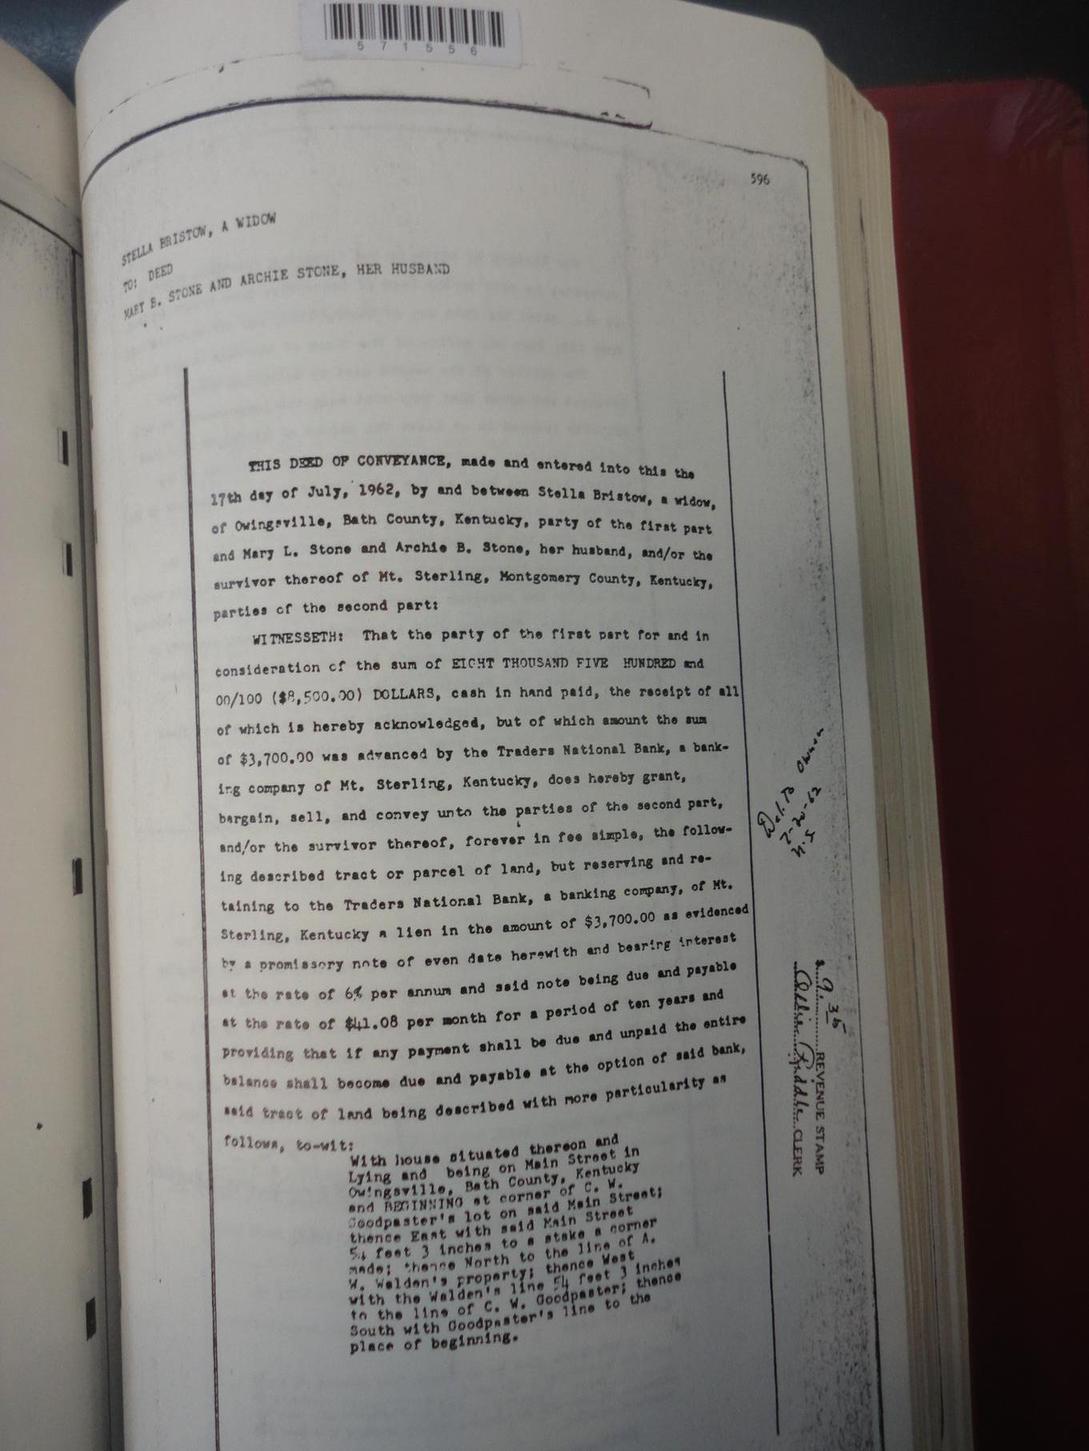 571556
596
STELLA BRISTOW, A WIDOW
TO: DEED
MARY B. STONE AND ARCHIE STONE, HER HUSBAND
THIS DEED OF CONVEYANCE, made and entered into this the
17th day of July, 1962, by and between Stella Bristow, a widow,
of Owingsville, Bath County, Kentucky, party of the first part
and Mary L. Stone and Archie B. Stone, her husband, and/or the
survivor thereof of Mt. Sterling, Montgomery County, Kentucky,
parties of the second part:
WITNESSETH: That the party of the first part for and in
consideration of the sum of EIGHT THOUSAND FIVE HUNDRED and
00/100 ($8,500.00) DOLLARS, cash in hand paid, the receipt of all
of which is hereby acknowledged, but of which amount the sum
of $3,700.00 was advanced by the Traders National Bank, a bank-
ing company of Mt. Sterling, Kentucky, does hereby grant,
bargain, sell, and convey unto the parties of the second part,
and/or the survivor thereof, forever in fee simple, the follow-
ing described tract or parcel of land, but reserving and re-
taining to the Traders National Bank, a banking company, of Mt.
Sterling, Kentucky a lien in the amount of $3,700.00 as evidenced
by a promissory note of even date herewith and bearing interest
at the rate of 6% per annum and said note being due and payable
at the rate of $41.08 per month for a period of ten years and
providing that if any payment shall be due and unpaid the entire
balance shall become due and payable at the option of said bank,
said tract of land being described with more particularity as
follows, to-wit:
With house situated thereon and
Lying and being on Main Street in
Owingsville, Bath County, Kentucky
and BEGINNING at corner of C. W.
Goodpaster's lot on said Main Street;
thence East with said Main Street
54 feet 3 inches to a stake a corner
made; thence North to the line of A.
W. Walden's property; thence West
with the Walden's line 54 feet 3 inches
to the line of C. W. Goodpaster; thence
South with Goodpaster's line to the
place of beginning.
Del. To Owner
7-20-62
$ 9.35 REVENUE STAMP
Riddle CLERK